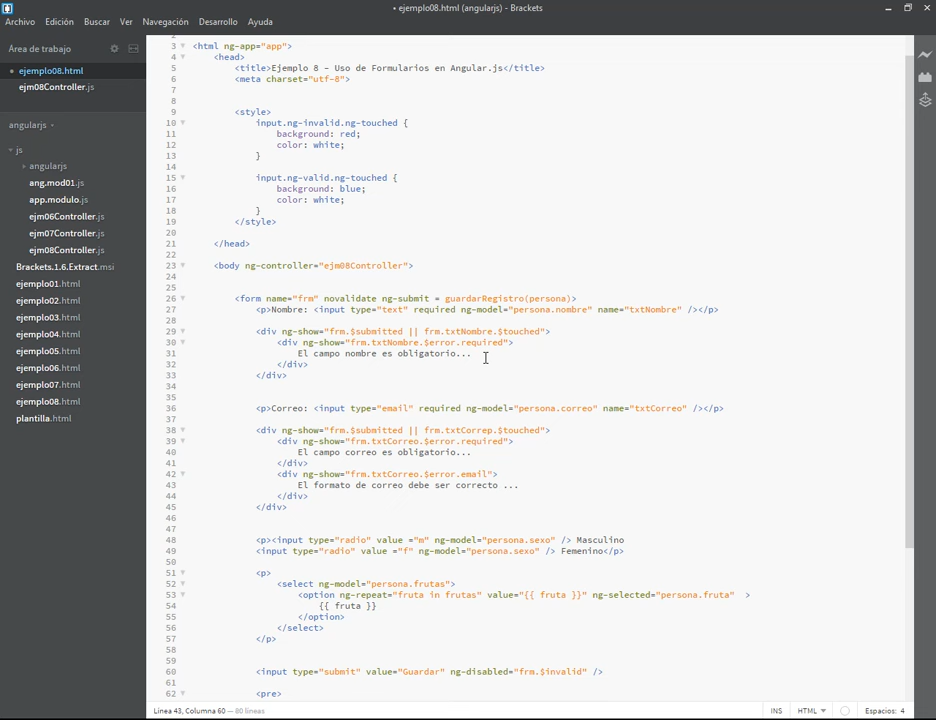 • ejemplo08.html (angularjs) - Brackets
Archivo Edición Buscar Ver Navegación Desarrollo Ayuda
Área de trabajo
• ejemplo08.html
ejm08Controller.js
angularjs
js
angularjs
ang.mod01.js
app.modulo.js
ejm06Controller.js
ejm07Controller.js
ejm08Controller.js
Brackets.1.6.Extract.msi
ejemplo01.html
ejemplo02.html
ejemplo03.html
ejemplo04.html
ejemplo05.html
ejemplo06.html
ejemplo07.html
ejemplo08.html
plantilla.html
2
3 <html ng-app="app">
4 <head>
5 <title>Ejemplo 8 - Uso de Formularios en Angular.js</title>
6 <meta charset="utf-8">
7
8
9 <style>
10 input.ng-invalid.ng-touched {
11 background: red;
12 color: white;
13 }
14
15 input.ng-valid.ng-touched {
16 background: blue;
17 color: white;
18 }
19 </style>
20
21 </head>
22
23 <body ng-controller="ejm08Controller">
24
25
26 <form name="frm" novalidate ng-submit = guardarRegistro(persona)>
27 <p>Nombre: <input type="text" required ng-model="persona.nombre" name="txtNombre" /></p>
28
29 <div ng-show="frm.$submitted || frm.txtNombre.$touched">
30 <div ng-show="frm.txtNombre.$error.required">
31 El campo nombre es obligatorio...
32 </div>
33 </div>
34
35
36 <p>Correo: <input type="email" required ng-model="persona.correo" name="txtCorreo" /></p>
37
38 <div ng-show="frm.$submitted || frm.txtCorrep.$touched">
39 <div ng-show="frm.txtCorreo.$error.required">
40 El campo correo es obligatorio...
41 </div>
42 <div ng-show="frm.txtCorreo.$error.email">
43 El formato de correo debe ser correcto ...
44 </div>
45 </div>
46
47
48 <p><input type="radio" value ="m" ng-model="persona.sexo" /> Masculino
49 <input type="radio" value ="f" ng-model="persona.sexo" /> Femenino</p>
50
51 <p>
52 <select ng-model="persona.frutas">
53 <option ng-repeat="fruta in frutas" value="{{ fruta }}" ng-selected="persona.fruta" >
54 {{ fruta }}
55 </option>
56 </select>
57 </p>
58
59
60 <input type="submit" value="Guardar" ng-disabled="frm.$invalid" />
61
62 <pre>
Línea 43, Columna 60 — 80 líneas INS HTML Espacios: 4